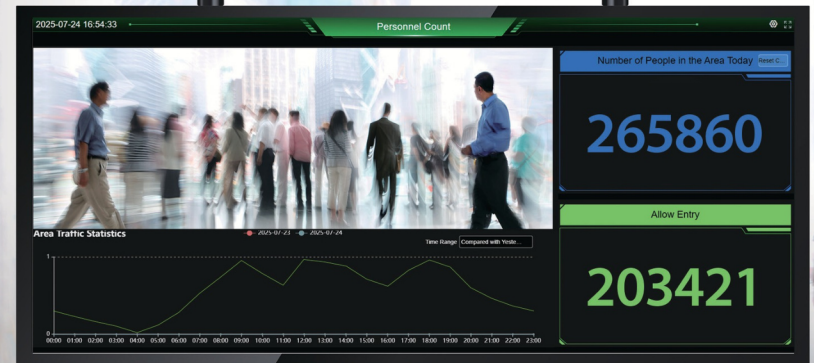 2025-07-24 16:54:33
Personnel Count
Number of People in the Area Today
Reset C...
265860
Allow Entry
203421
Area Traffic Statistics
2025-07-23 2025-07-24
Time Range Compared with Yeste...
1
0
00:00 01:00 02:00 03:00 04:00 05:00 06:00 07:00 08:00 09:00 10:00 11:00 12:00 13:00 14:00 15:00 16:00 17:00 18:00 19:00 20:00 21:00 22:00 23:00